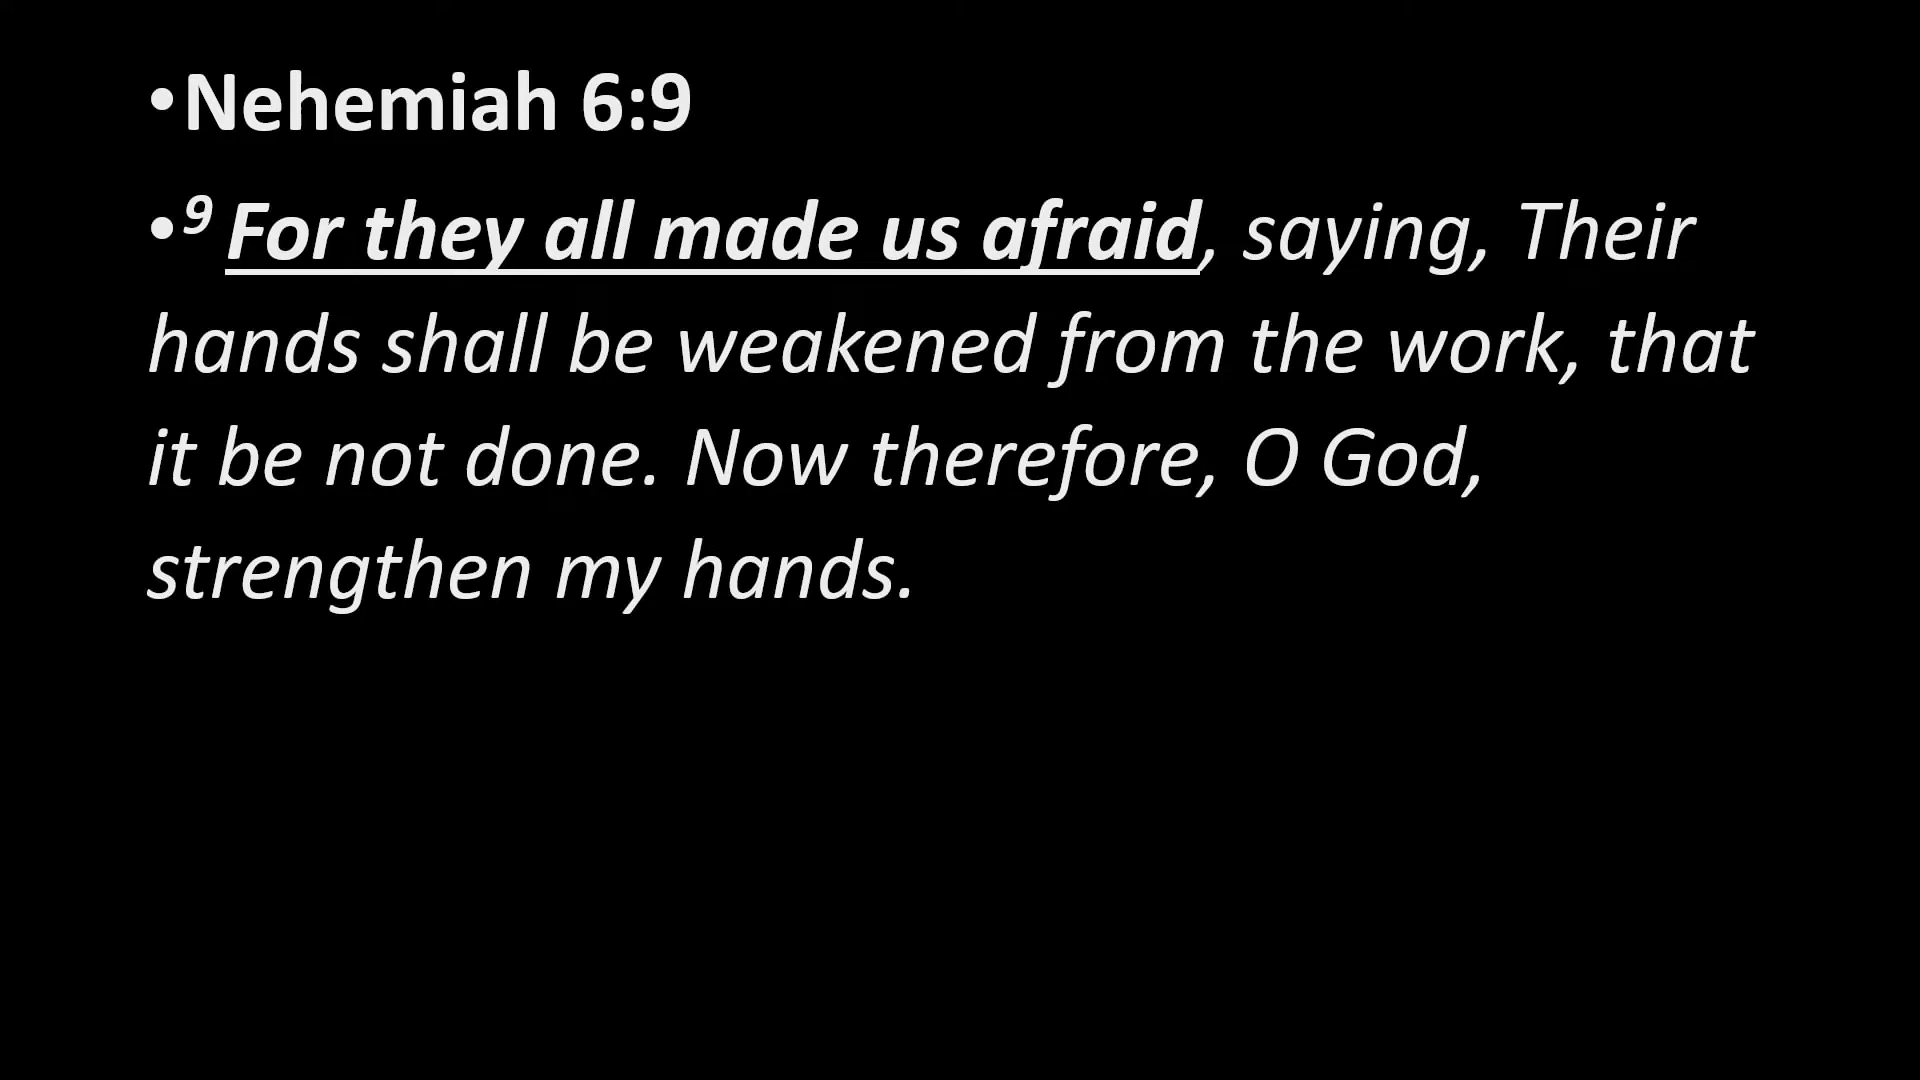 •Nehemiah 6:9
•9 For they all made us afraid, saying, Their
hands shall be weakened from the work, that
it be not done. Now therefore, O God,
strengthen my hands.